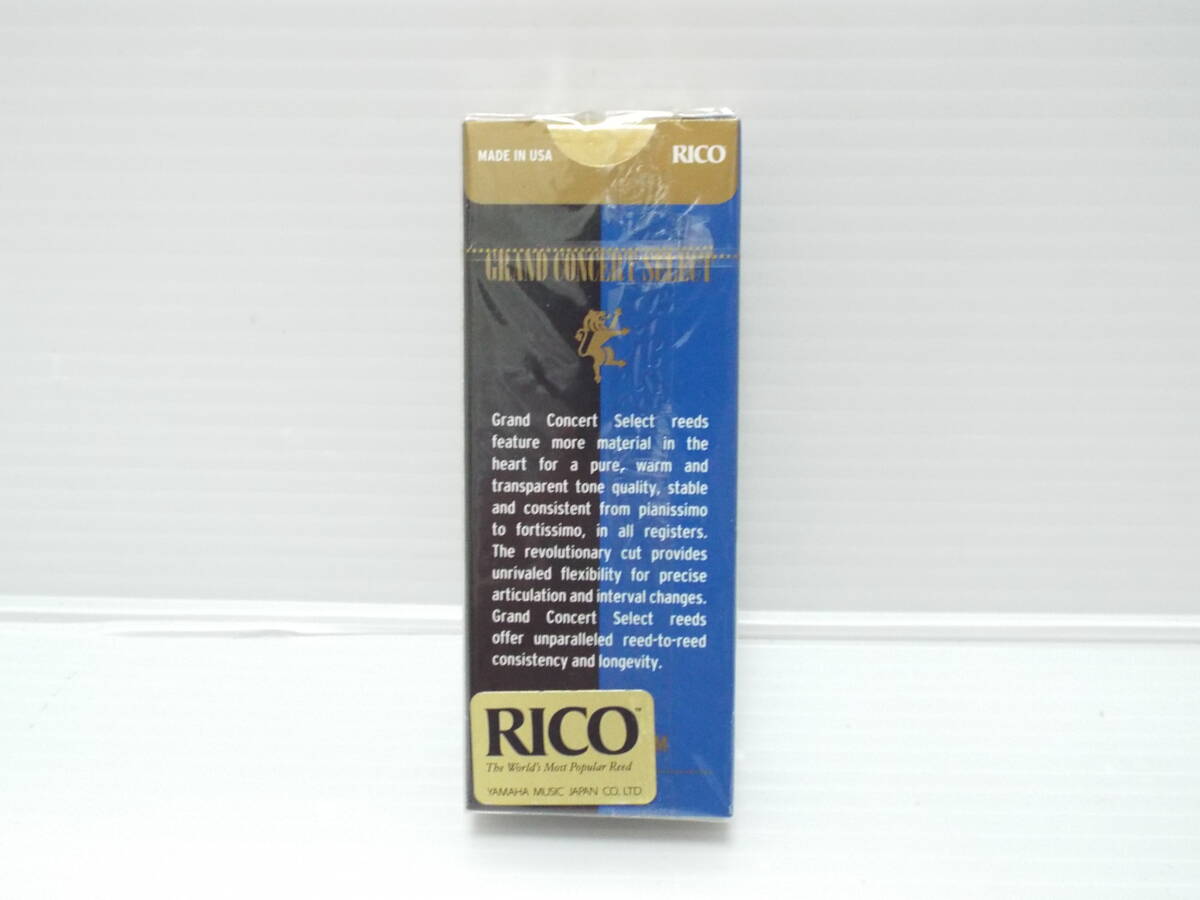 MADE IN USA
RICO
GRAND CONCERT SELECT
Grand Concert Select reeds
feature more material in the
heart for a pure, warm and
transparent tone quality, stable
and consistent from pianissimo
to fortissimo, in all registers.
The revolutionary cut provides
unrivaled flexibility for precise
articulation and interval changes.
Grand Concert Select reeds
offer unparalleled reed-to-reed
consistency and longevity.
RICO™
The World's Most Popular Reed
YAMAHA MUSIC JAPAN CO. LTD